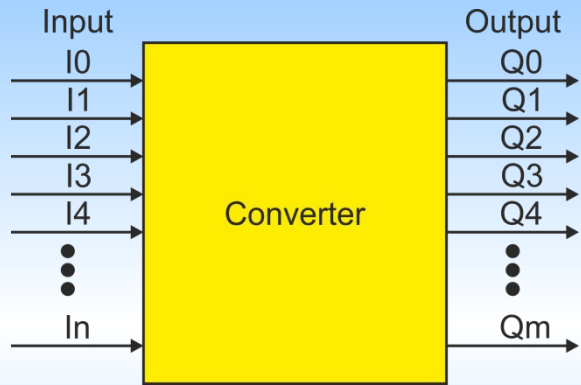 Input
Output
I0
Q0
I1
Q1
I2
Q2
I3
Q3
I4
Converter
Q4
In
Qm